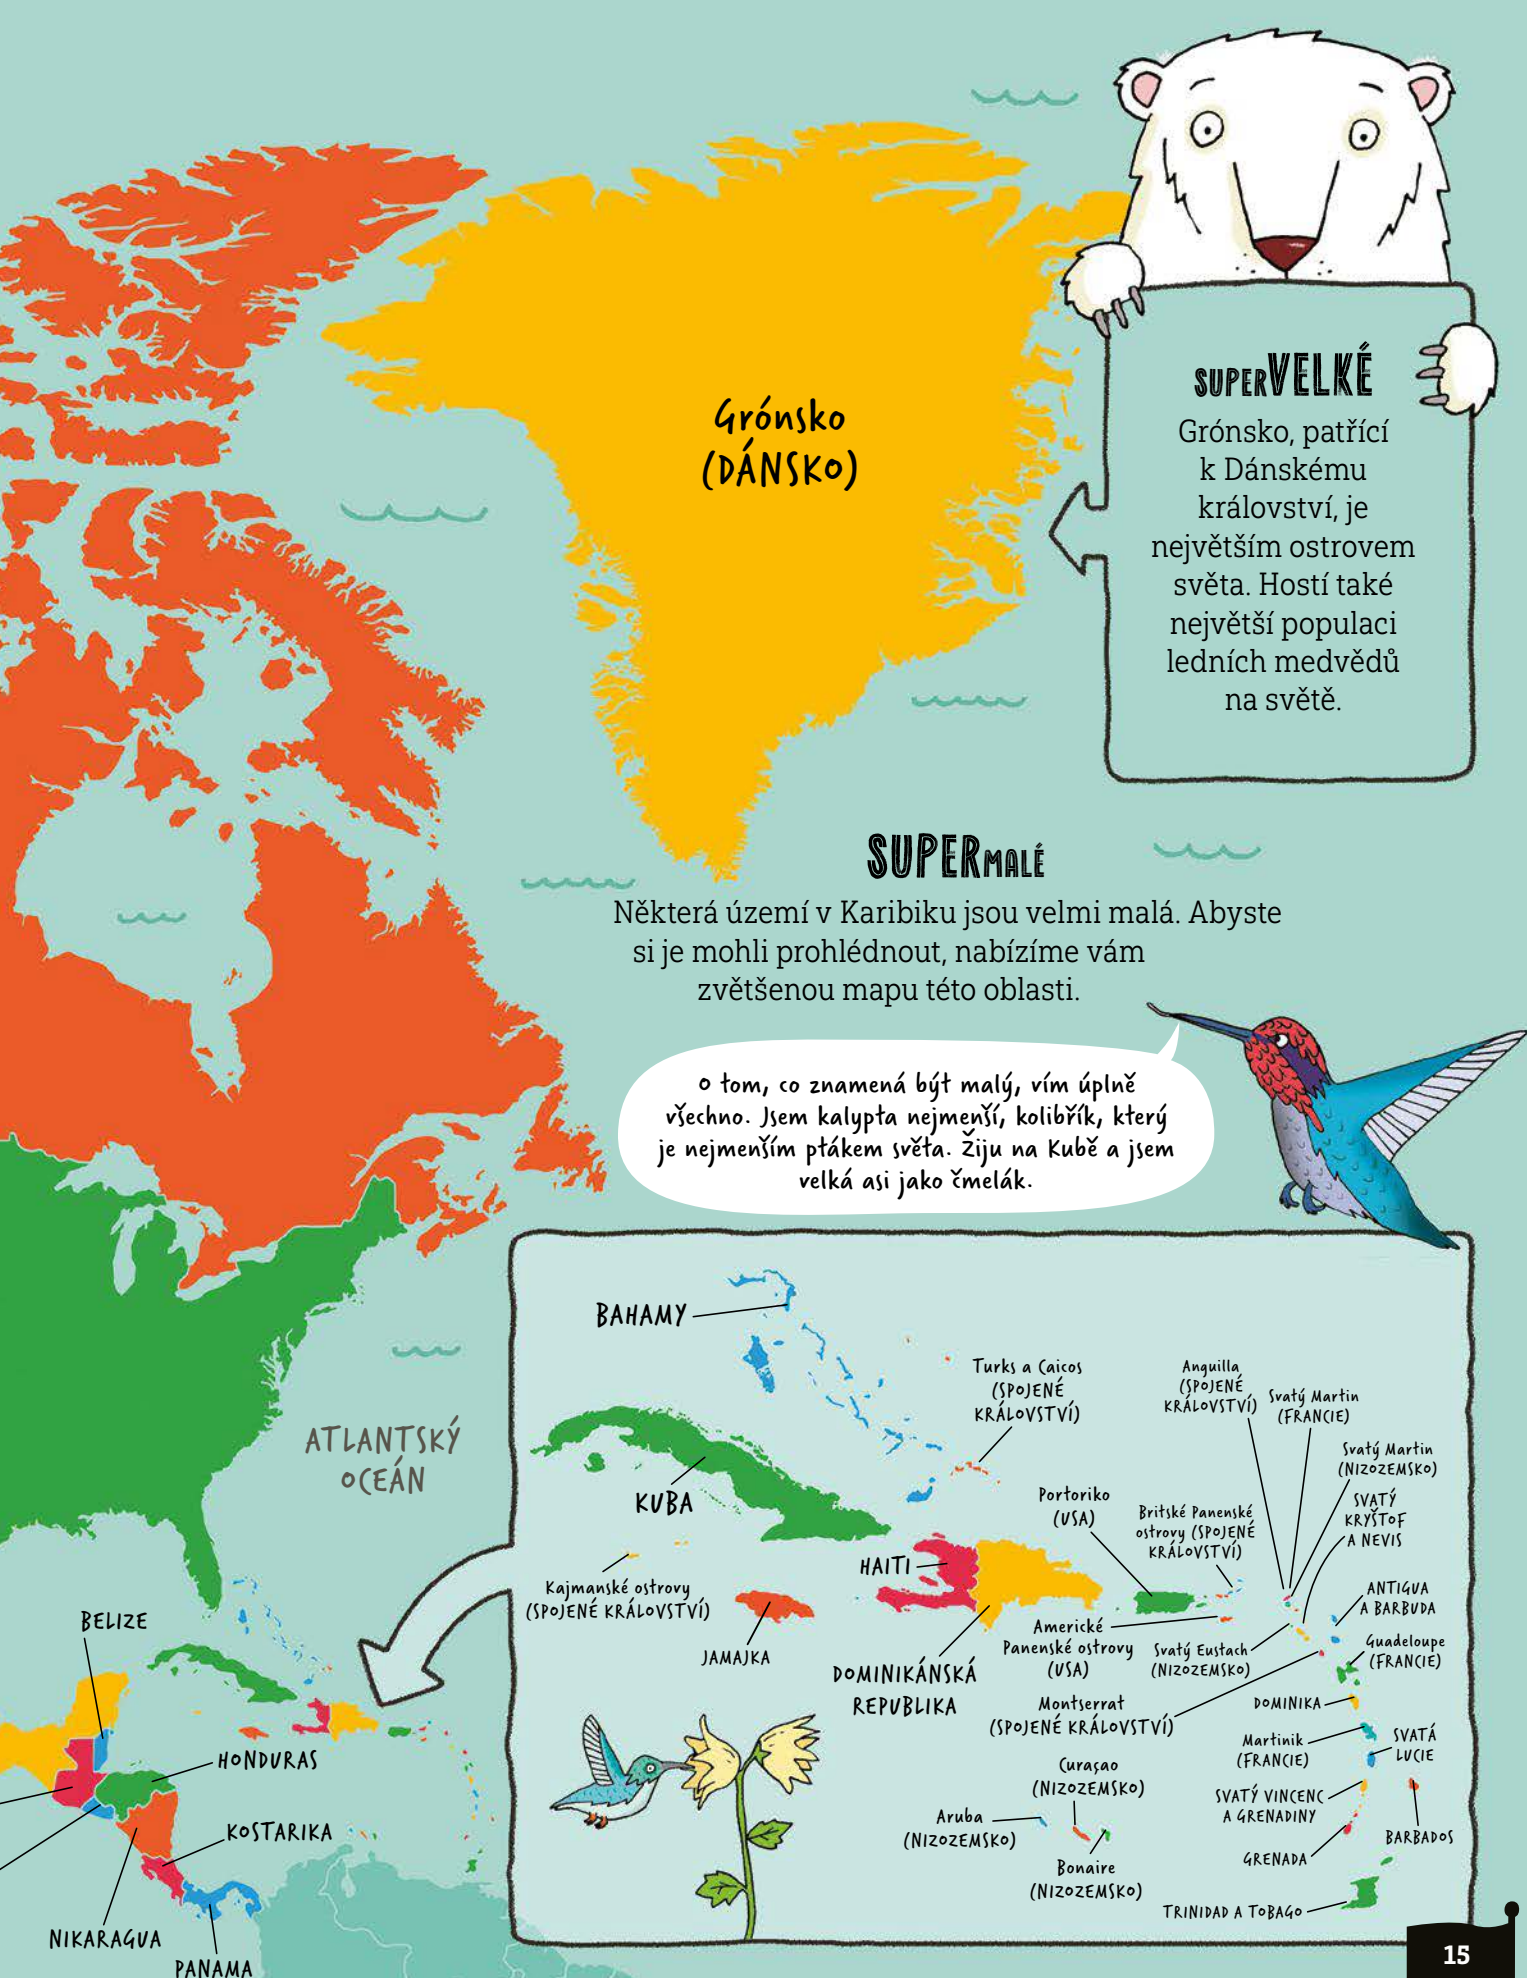 Grónsko
(DÁNSKO)
SUPERVELKÉ
Grónsko, patřící
k Dánskému
království, je
největším ostrovem
světa. Hostí také
největší populaci
ledních medvědů
na světě.
SUPERMALÉ
Některá území v Karibiku jsou velmi malá. Abyste
si je mohli prohlédnout, nabízíme vám
zvětšenou mapu této oblasti.
O tom, co znamená být malý, vím úplně
všechno. Jsem kalypta nejmenší, kolibřík, který
je nejmenším ptákem světa. Žiju na Kubě a jsem
velká asi jako čmelák.
ATLANTSKÝ
OCEÁN
BELIZE
HONDURAS
KOSTARIKA
NIKARAGUA
PANAMA
BAHAMY
Turks a Caicos
(SPOJENÉ
KRÁLOVSTVÍ)
Anguilla
(SPOJENÉ
KRÁLOVSTVÍ)
Svatý Martin
(FRANCIE)
Svatý Martin
(NIZOZEMSKO)
SVATÝ
KRYŠTOF
A NEVIS
KUBA
Portoriko
(USA)
Britské Panenské
ostrovy (SPOJENÉ
KRÁLOVSTVÍ)
HAITI
Kajmanské ostrovy
(SPOJENÉ KRÁLOVSTVÍ)
JAMAJKA
DOMINIKÁNSKÁ
REPUBLIKA
Americké
Panenské ostrovy
(USA)
Svatý Eustach
(NIZOZEMSKO)
ANTIGUA
A BARBUDA
Guadeloupe
(FRANCIE)
Montserrat
(SPOJENÉ KRÁLOVSTVÍ)
DOMINIKA
Martinik
(FRANCIE)
SVATÁ
LUCIE
Curaçao
(NIZOZEMSKO)
SVATÝ VINCENC
A GRENADINY
Aruba
(NIZOZEMSKO)
BARBADOS
Bonaire
(NIZOZEMSKO)
GRENADA
TRINIDAD A TOBAGO
15